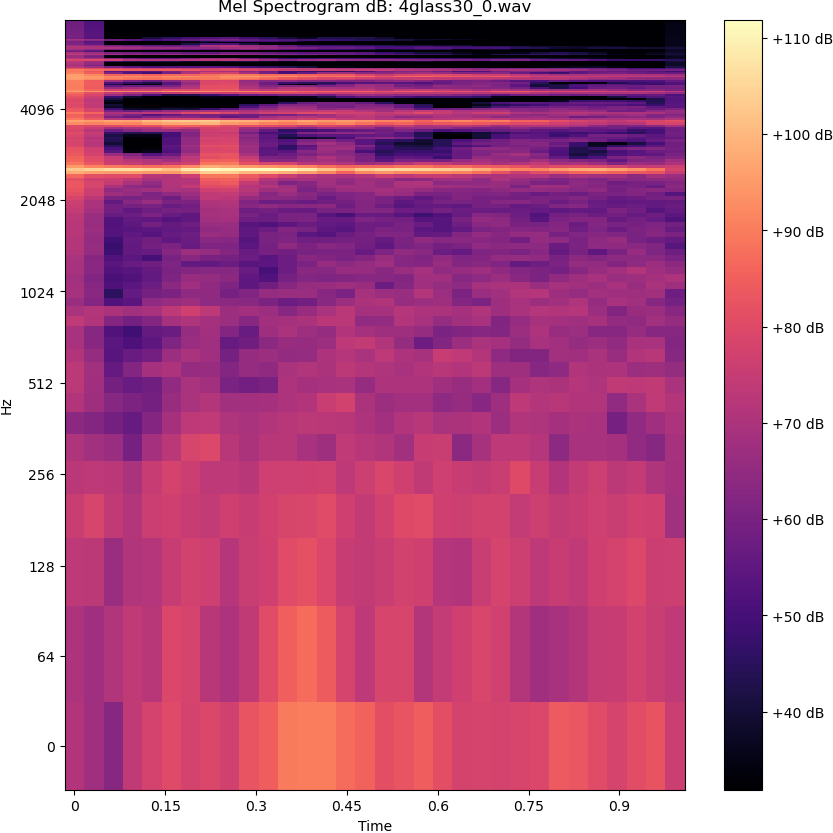 Mel Spectrogram dB: 4glass30_0.wav
+110 dB
4096
+100 dB
2048
+90 dB
1024
+80 dB
512
Hz
+70 dB
256
+60 dB
128
+50 dB
64
+40 dB
0
0 0.15 0.3 0.45 0.6 0.75 0.9
Time